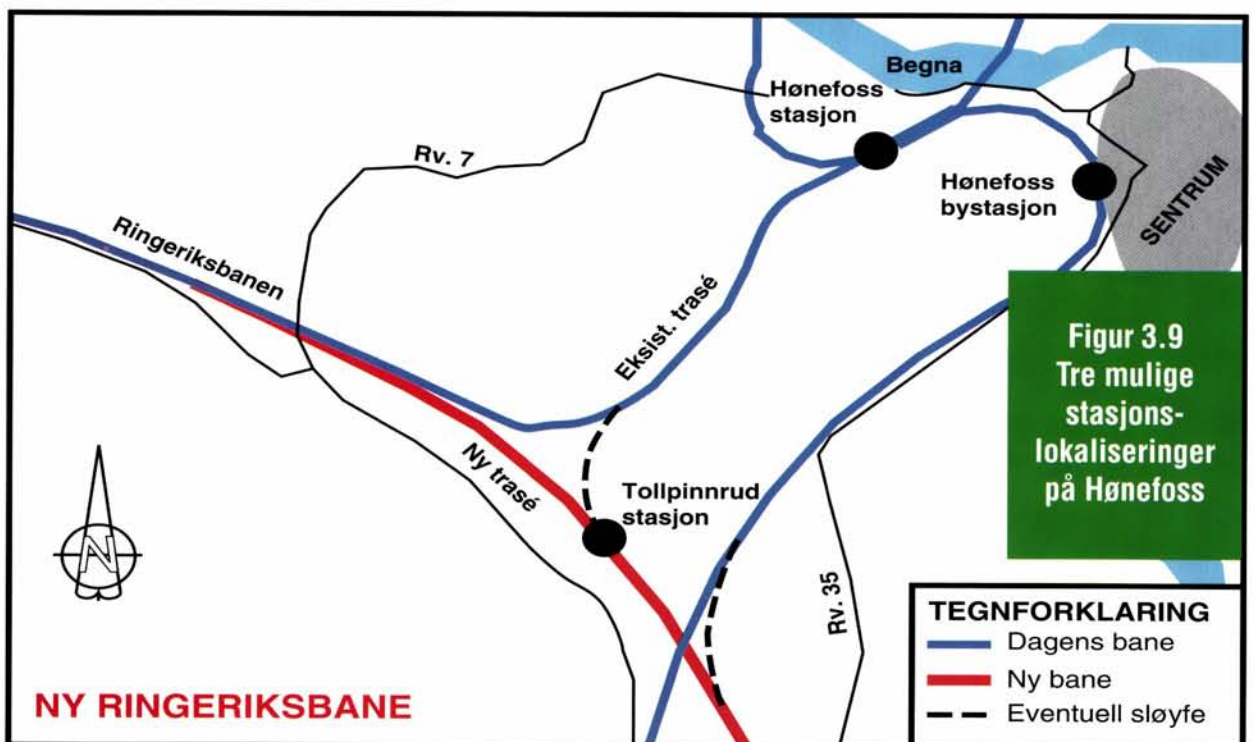 Begna
Hønefoss
stasjon
Rv. 7
Hønefoss
bystasjon
SENTRUM
Ringeriksbanen
Eksist. trasé
Figur 3.9
Tre mulige
stasjons-
lokaliseringer
på Hønefoss
Ny trasé
Tollpinnrud
stasjon
N
Rv. 35
TEGNFORKLARING
Dagens bane
Ny bane
Eventuell sløyfe
NY RINGERIKSBANE